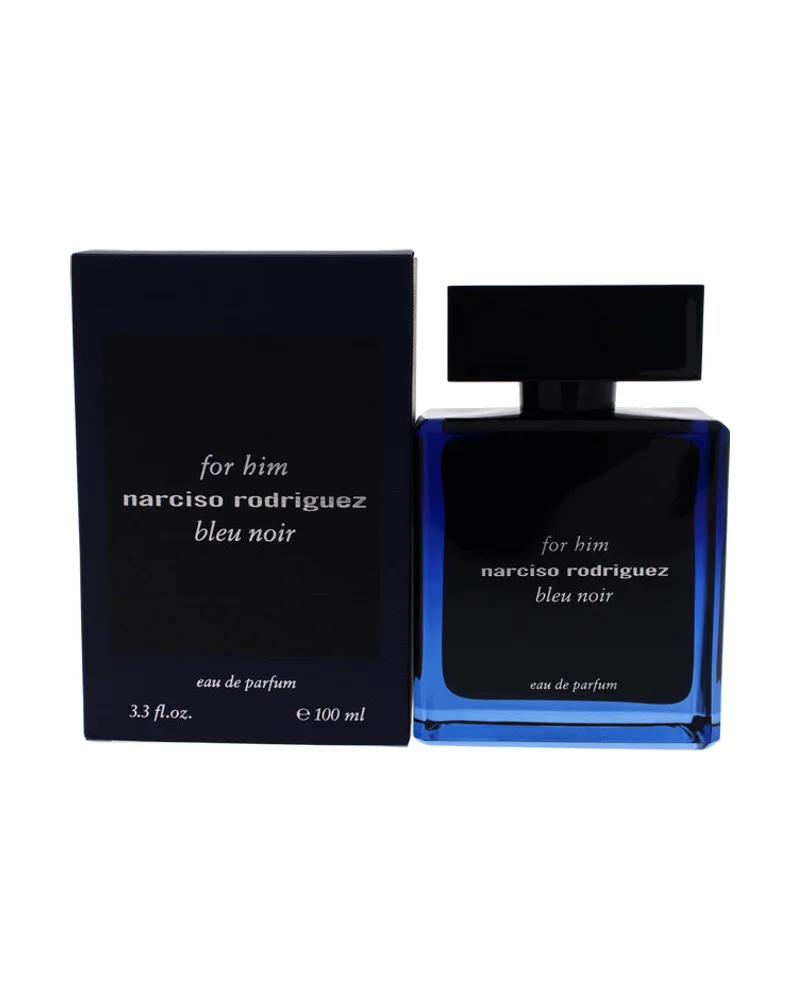 for him
narciso rodriguez
bleu noir
eau de parfum
3.3 fl.oz. ℮ 100 ml
for him
narciso rodriguez
bleu noir
eau de parfum